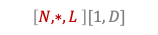 [N,*,L ][1, D]